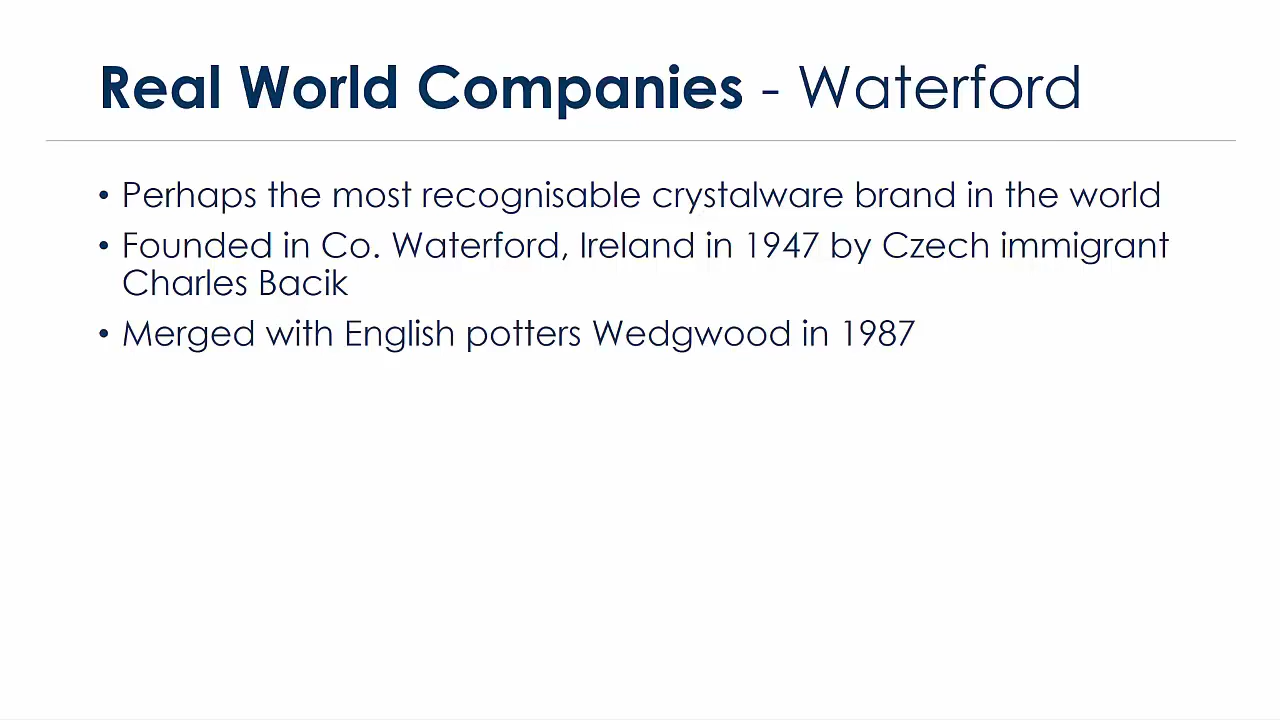 Real World Companies - Waterford
• Perhaps the most recognisable crystalware brand in the world
• Founded in Co. Waterford, Ireland in 1947 by Czech immigrant
Charles Bacik
• Merged with English potters Wedgwood in 1987